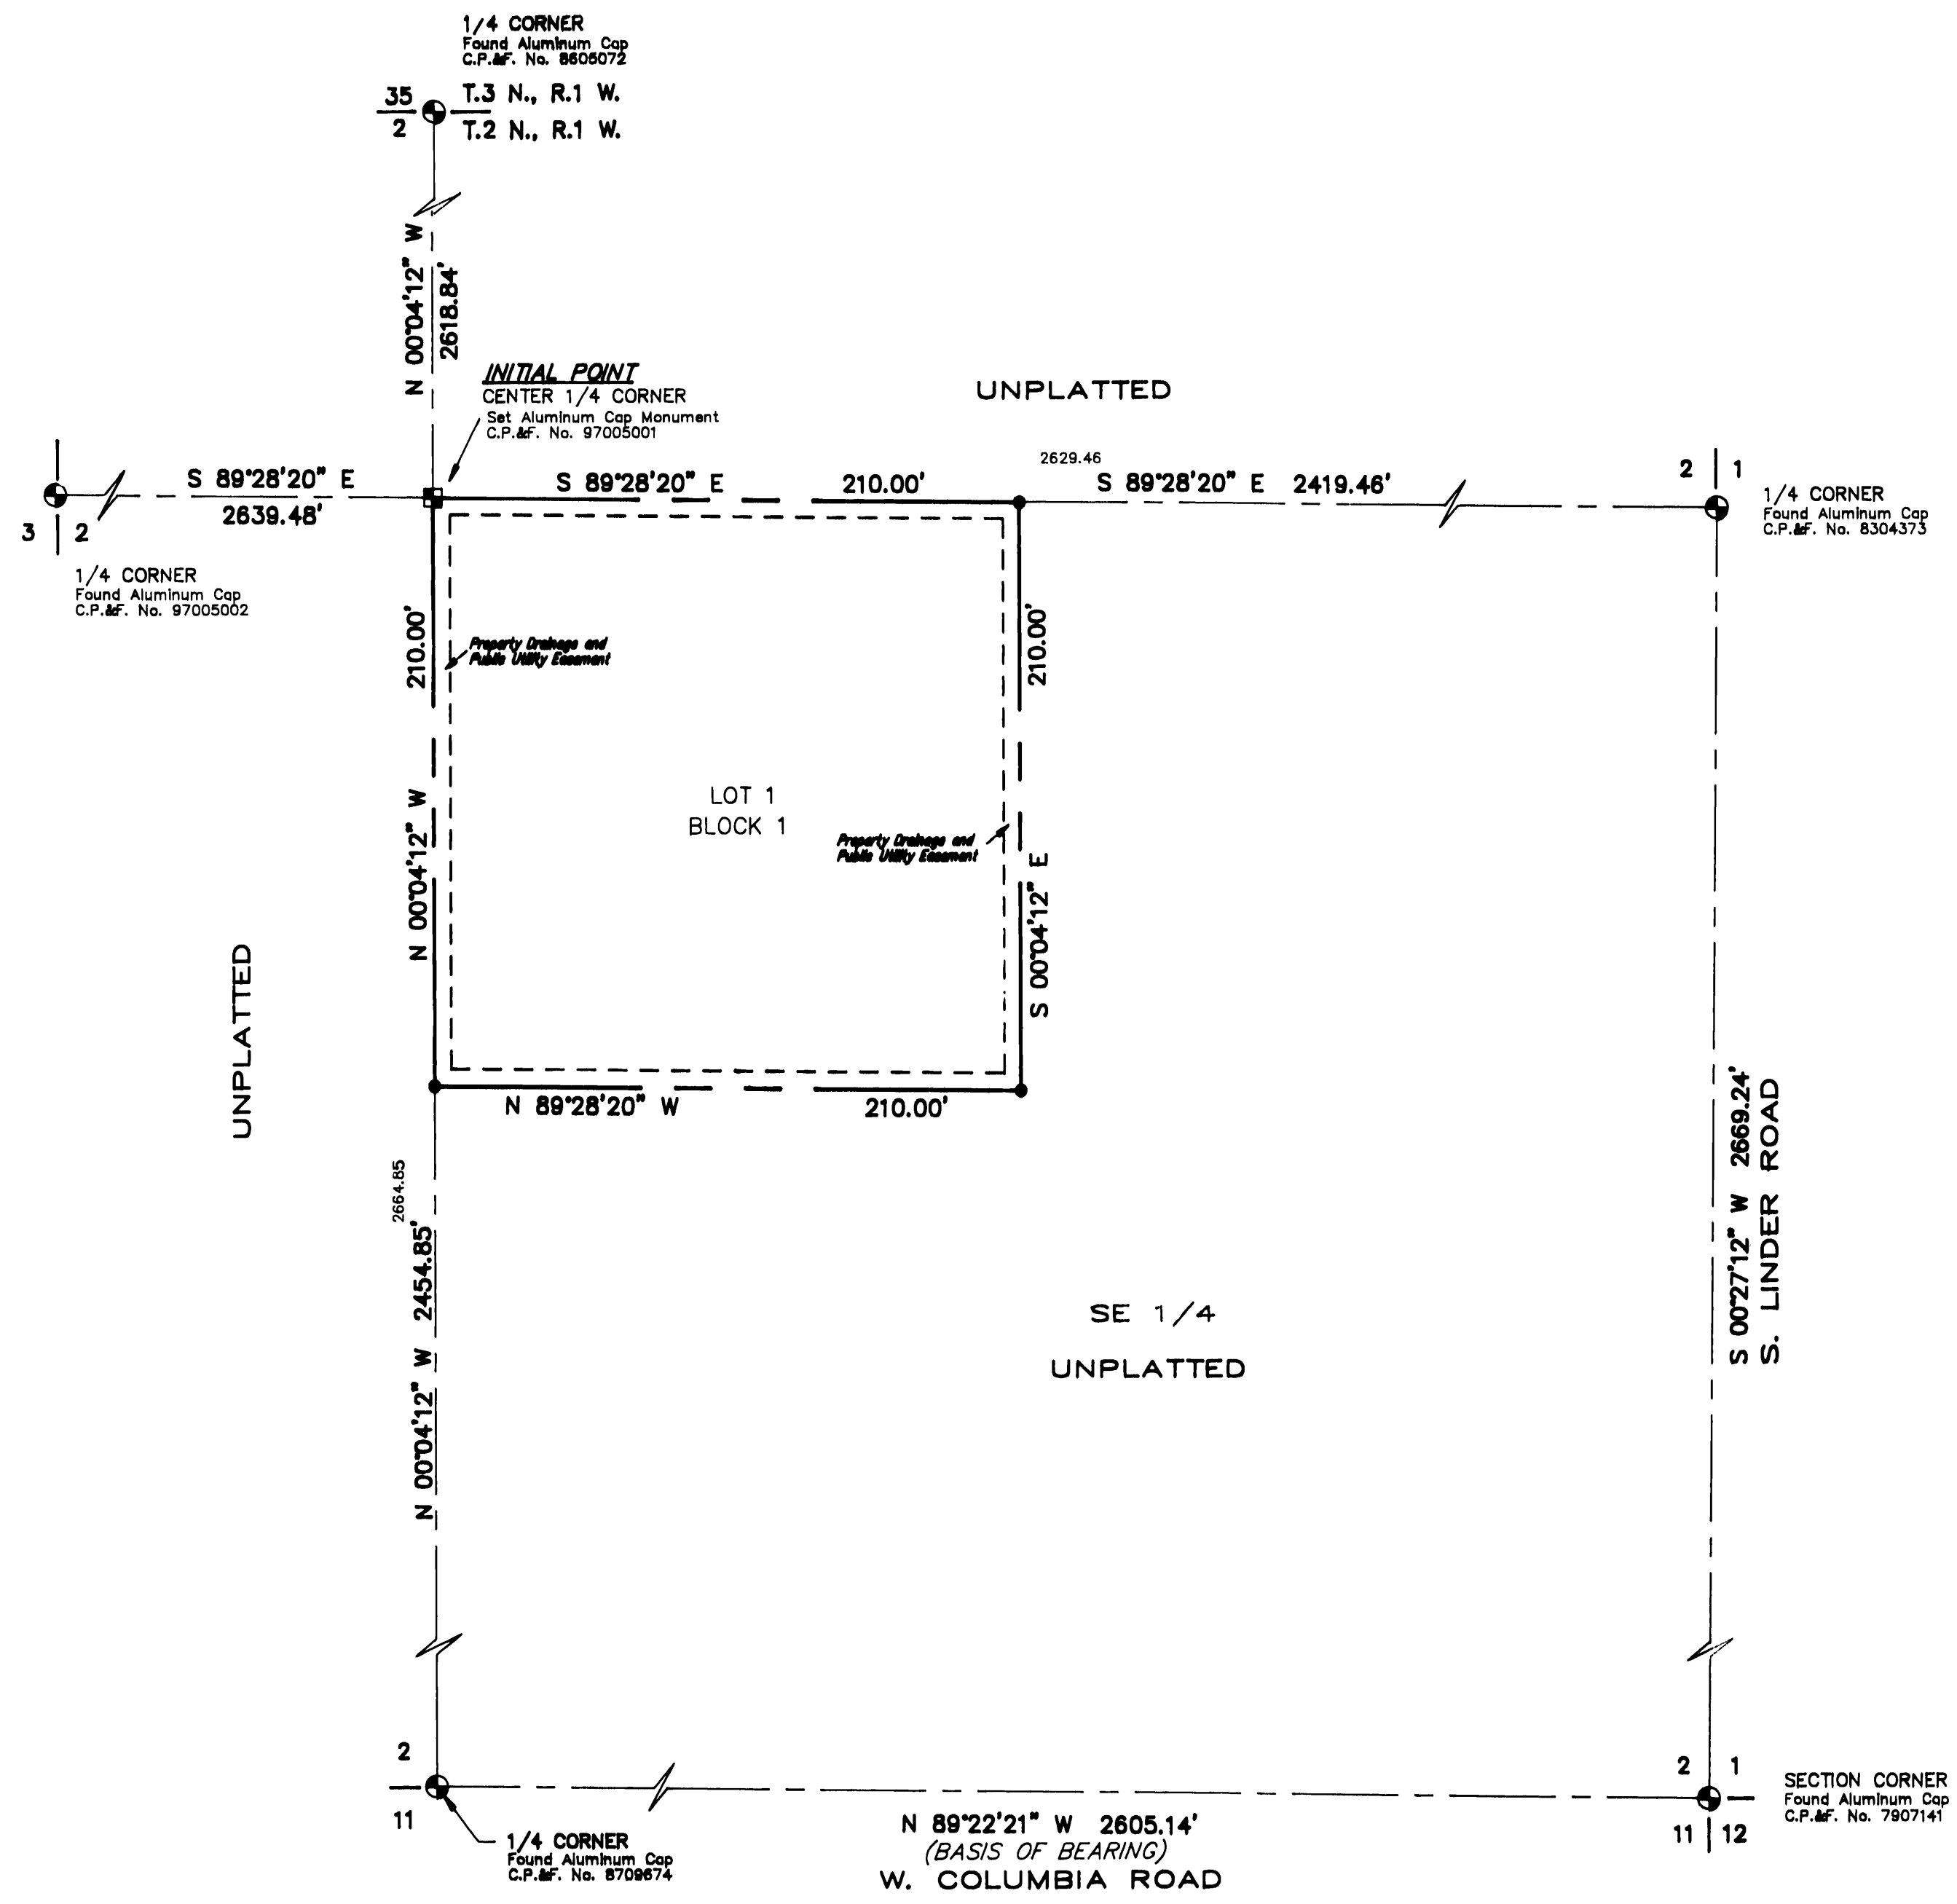 1/4 CORNER
Found Aluminum Cap
C.P.&F. No. 8605072
35
T.3 N., R.1 W.
2
T.2 N., R.1 W.
N 00°04'12" W
2618.84'
INITIAL POINT
CENTER 1/4 CORNER
Set Aluminum Cap Monument
C.P.&F. No. 97005001
UNPLATTED
S 89°28'20" E
2639.48'
S 89°28'20" E 210.00'
2629.46
S 89°28'20" E 2419.46'
2 1
1/4 CORNER
Found Aluminum Cap
C.P.&F. No. 8304373
3 2
1/4 CORNER
Found Aluminum Cap
C.P.&F. No. 97005002
210.00'
N 00°04'12" W
Property Drainage and
Public Utility Easement
210.00'
S 00°04'12" E
LOT 1
BLOCK 1
Property Drainage and
Public Utility Easement
UNPLATTED
N 89°28'20" W 210.00'
2664.85
N 00°04'12" W 2454.85'
SE 1/4
UNPLATTED
S 00°27'12" W 2669.24'
S. LINDER ROAD
2
11
1/4 CORNER
Found Aluminum Cap
C.P.&F. No. 8709674
N 89°22'21" W 2605.14'
(BASIS OF BEARING)
W. COLUMBIA ROAD
2 1
11 12
SECTION CORNER
Found Aluminum Cap
C.P.&F. No. 7907141